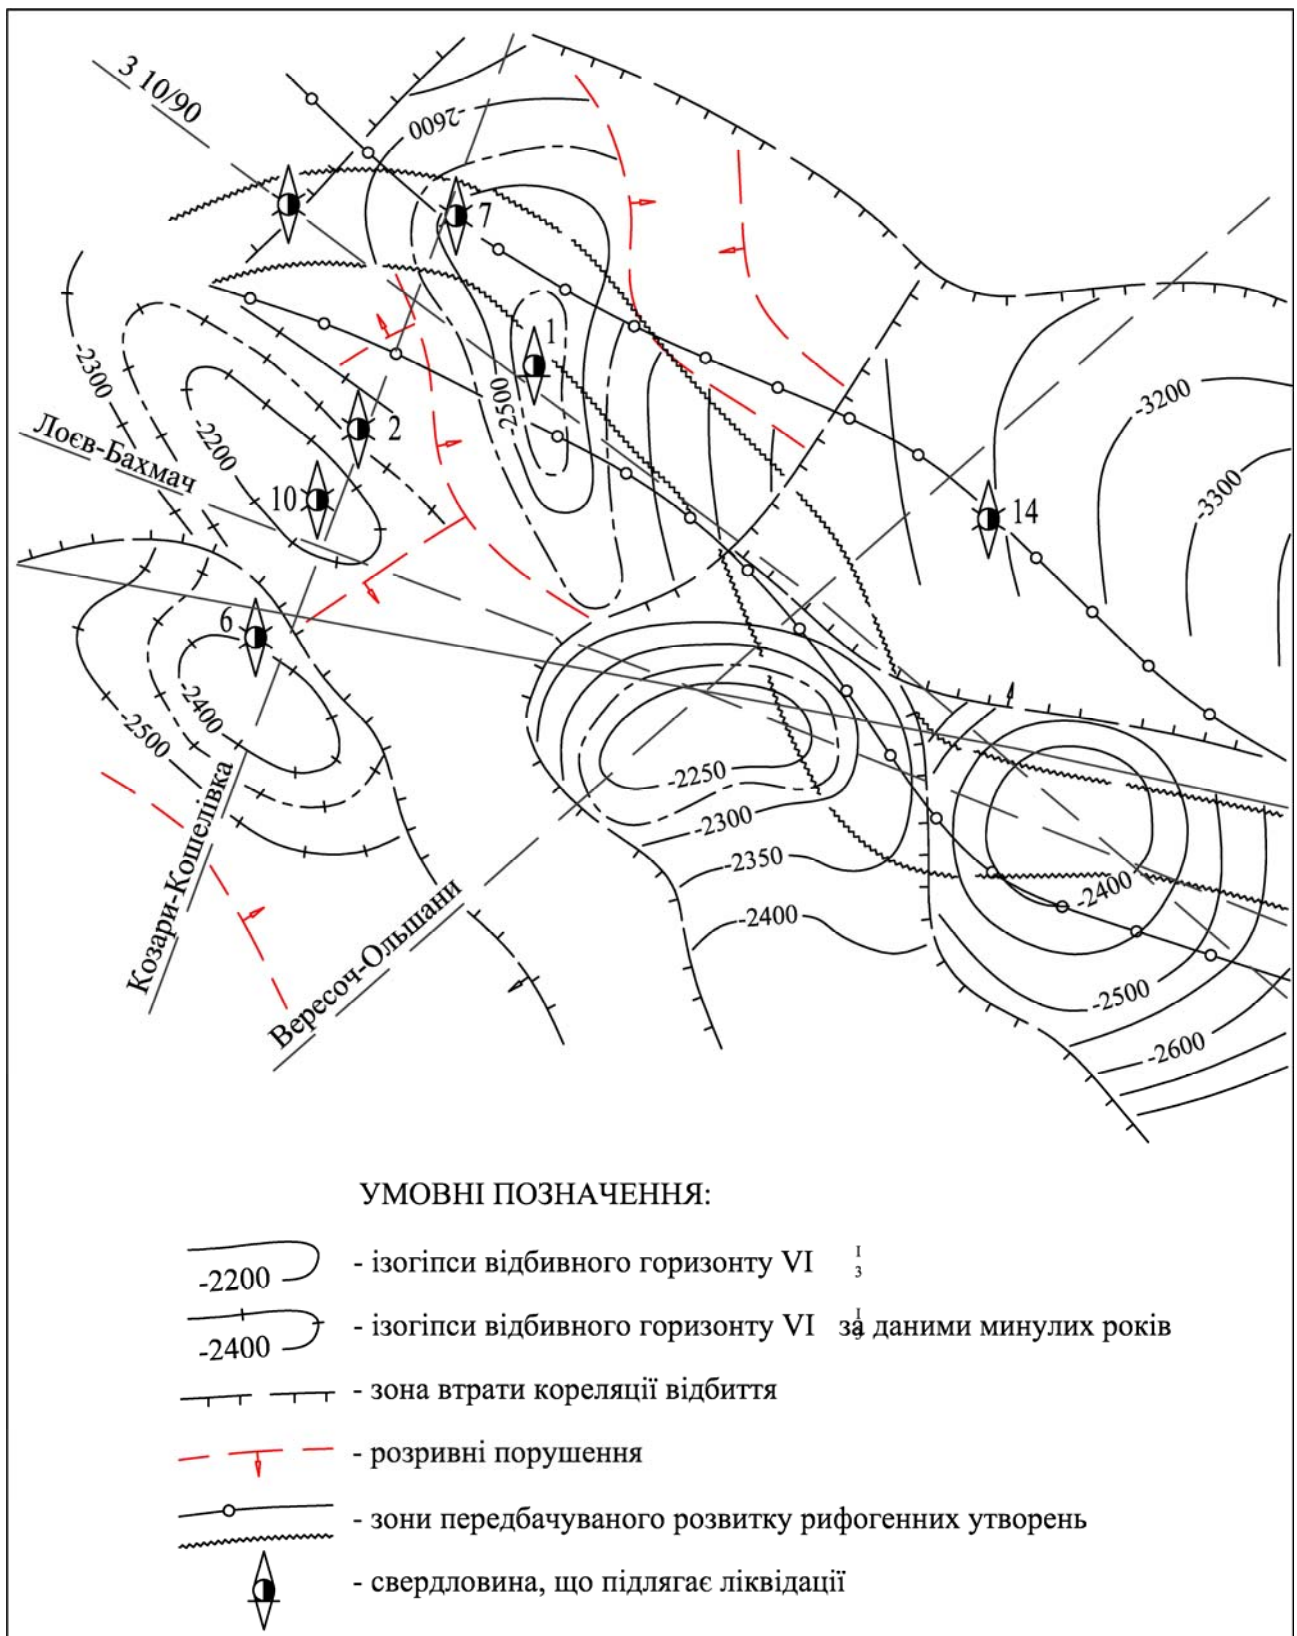 З 10/90
-2600
7
1
-2300
-2500
-3200
Лоєв-Бахмач
-2200
2
10
-3300
14
6
-2400
-2500
-2250
-2300
-2350
-2400
-2400
Козари-Кошелівка
Вересоч-Ольшани
-2500
-2600
УМОВНІ ПОЗНАЧЕННЯ:
-2200 - ізогіпси відбивного горизонту VI I 3
-2400 - ізогіпси відбивного горизонту VI за даними минулих років
- зона втрати кореляції відбиття
- розривні порушення
- зони передбачуваного розвитку рифогенних утворень
- свердловина, що підлягає ліквідації